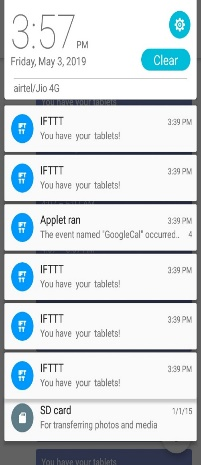 You have your tablets!
3:57 PM
Friday, May 3, 2019
Clear
airtel/Jio 4G
IFTTT 3:39 PM
You have your tablets!
IFTTT 3:39 PM
You have your tablets!
Applet ran 3:39 PM
The event named 'GoogleCal" occurred.. 4
IFTTT 3:39 PM
You have your tablets!
IFTTT 3:39 PM
You have your tablets!
IFTTT 3:39 PM
You have your tablets!
SD card 1/1/15
For transferring photos and media
You have your tablets!